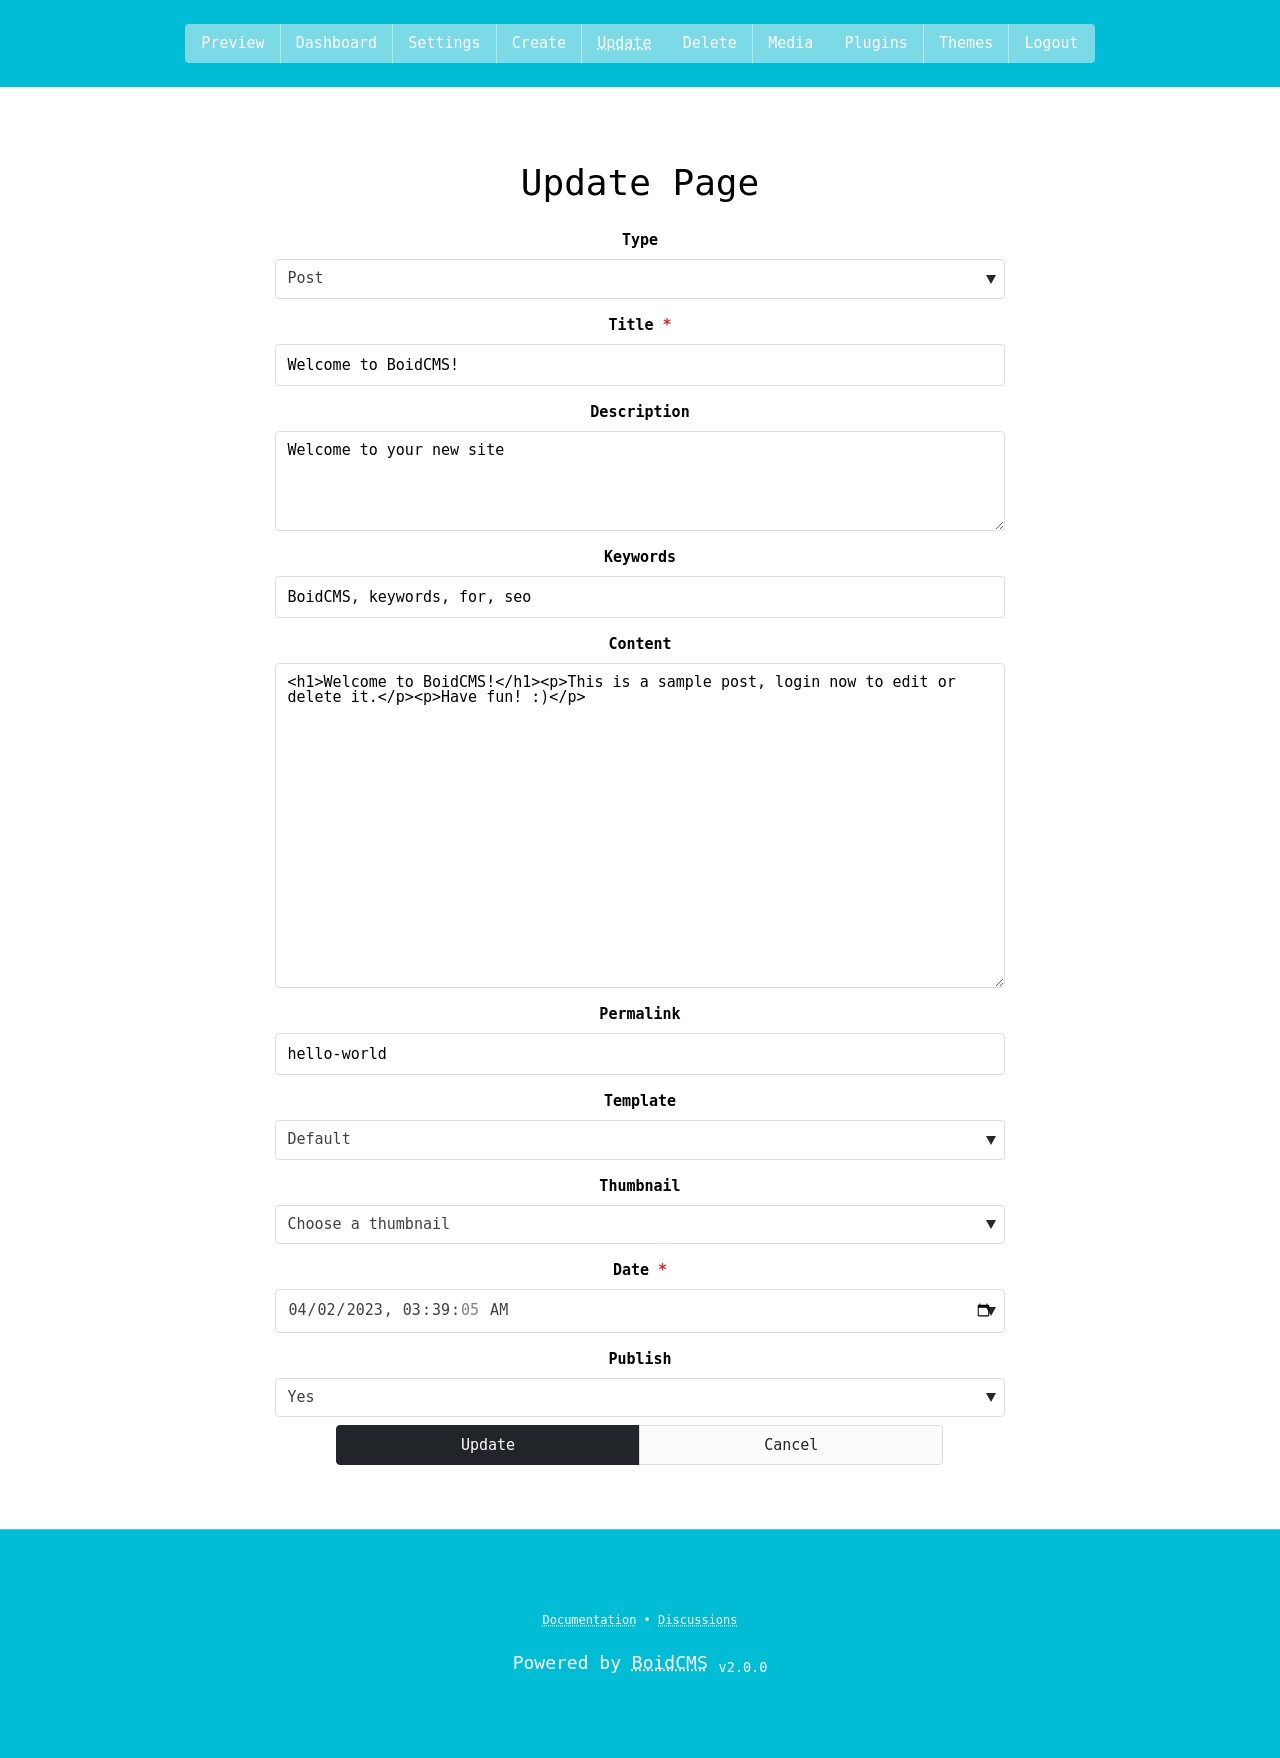 Preview Dashboard Settings Create Update Delete Media Plugins Themes Logout
Update Page
Type
Post
Title *
Welcome to BoidCMS!
Description
Welcome to your new site
Keywords
BoidCMS, keywords, for, seo
Content
<h1>Welcome to BoidCMS!</h1><p>This is a sample post, login now to edit or
delete it.</p><p>Have fun! :)</p>
Permalink
hello-world
Template
Default
Thumbnail
Choose a thumbnail
Date *
04/02/2023, 03:39:05 AM
Publish
Yes
Update Cancel
Documentation • Discussions
Powered by BoidCMS v2.0.0